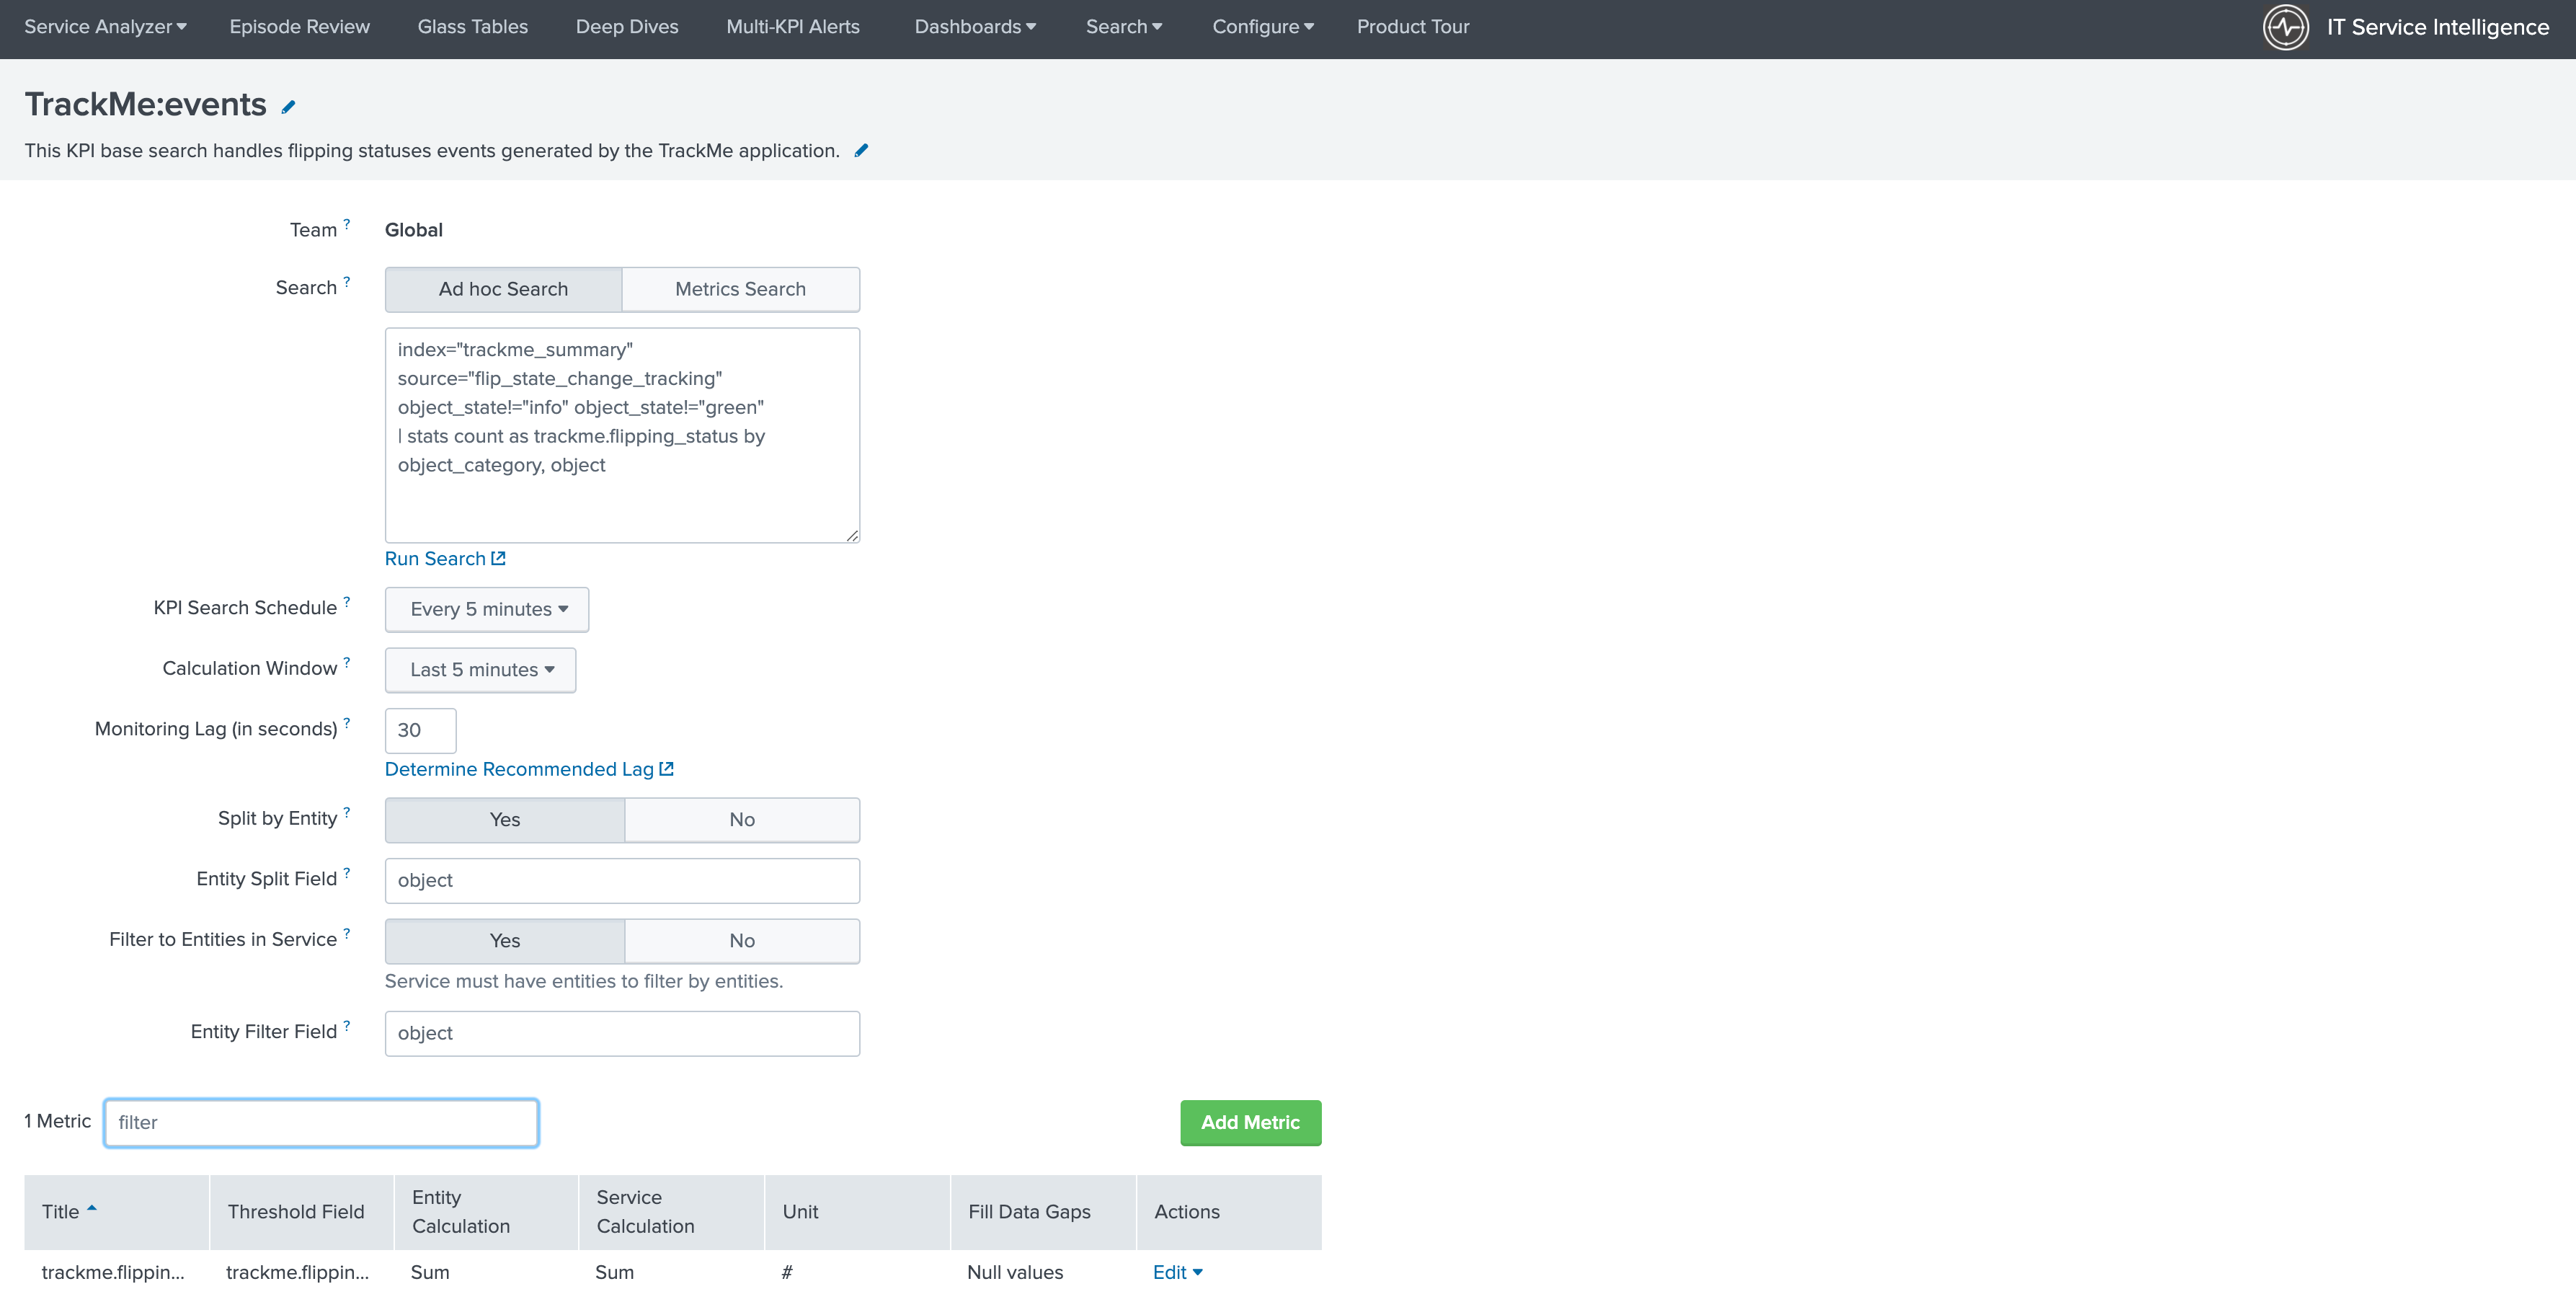 Service Analyzer Episode Review Glass Tables Deep Dives Multi-KPI Alerts Dashboards Search Configure Product Tour IT Service Intelligence
TrackMe:events
This KPI base search handles flipping statuses events generated by the TrackMe application.
Team ? Global
Search ? Ad hoc Search Metrics Search
index="trackme_summary"
source="flip_state_change_tracking"
object_state!="info" object_state!="green"
| stats count as trackme.flipping_status by
object_category, object
Run Search
KPI Search Schedule ? Every 5 minutes
Calculation Window ? Last 5 minutes
Monitoring Lag (in seconds) ? 30
Determine Recommended Lag
Split by Entity ? Yes No
Entity Split Field ? object
Filter to Entities in Service ? Yes No
Service must have entities to filter by entities.
Entity Filter Field ? object
1 Metric filter Add Metric
Title Threshold Field Entity Calculation Service Calculation Unit Fill Data Gaps Actions
trackme.flippin... trackme.flippin... Sum Sum # Null values Edit